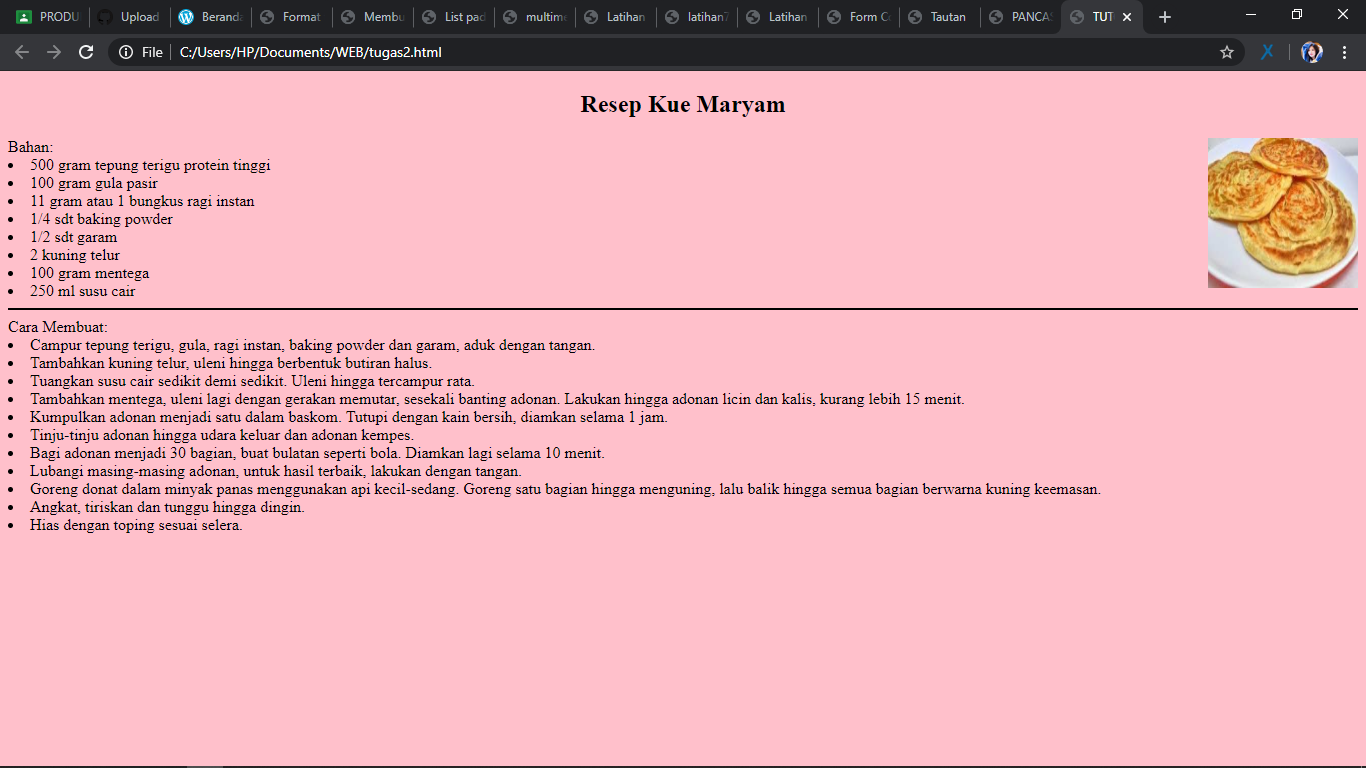 PRODU
Upload
Beranda
Format
Membu
List pad
multime
Latihan
latihan7
Latihan
Form Co
Tautan
PANCAS
TUT
File
C:/Users/HP/Documents/WEB/tugas2.html
Resep Kue Maryam
Bahan:
• 500 gram tepung terigu protein tinggi
• 100 gram gula pasir
• 11 gram atau 1 bungkus ragi instan
• 1/4 sdt baking powder
• 1/2 sdt garam
• 2 kuning telur
• 100 gram mentega
• 250 ml susu cair
Cara Membuat:
• Campur tepung terigu, gula, ragi instan, baking powder dan garam, aduk dengan tangan.
• Tambahkan kuning telur, uleni hingga berbentuk butiran halus.
• Tuangkan susu cair sedikit demi sedikit. Uleni hingga tercampur rata.
• Tambahkan mentega, uleni lagi dengan gerakan memutar, sesekali banting adonan. Lakukan hingga adonan licin dan kalis, kurang lebih 15 menit.
• Kumpulkan adonan menjadi satu dalam baskom. Tutupi dengan kain bersih, diamkan selama 1 jam.
• Tinju-tinju adonan hingga udara keluar dan adonan kempes.
• Bagi adonan menjadi 30 bagian, buat bulatan seperti bola. Diamkan lagi selama 10 menit.
• Lubangi masing-masing adonan, untuk hasil terbaik, lakukan dengan tangan.
• Goreng donat dalam minyak panas menggunakan api kecil-sedang. Goreng satu bagian hingga menguning, lalu balik hingga semua bagian berwarna kuning keemasan.
• Angkat, tiriskan dan tunggu hingga dingin.
• Hias dengan toping sesuai selera.